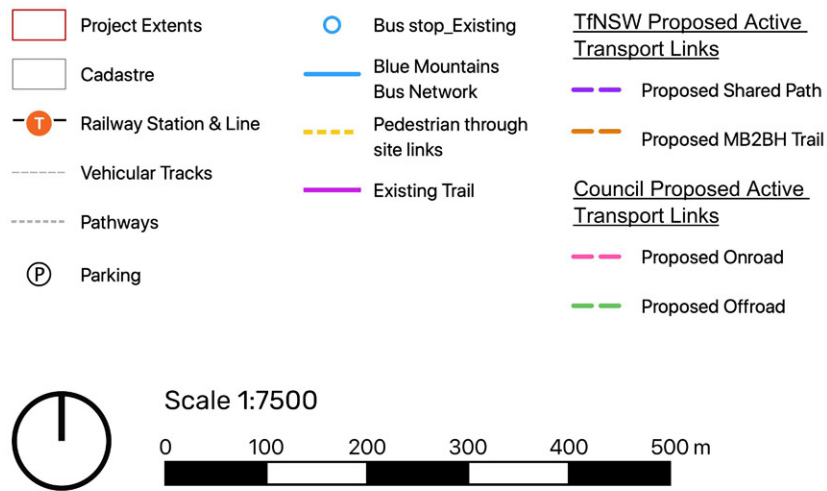 Project Extents
Cadastre
T
Railway Station & Line
Vehicular Tracks
Pathways
P
Parking
Bus stop_Existing
Blue Mountains
Bus Network
Pedestrian through
site links
Existing Trail
TfNSW Proposed Active
Transport Links
Proposed Shared Path
Proposed MB2BH Trail
Council Proposed Active
Transport Links
Proposed Onroad
Proposed Offroad
Scale 1:7500
0 100 200 300 400 500 m